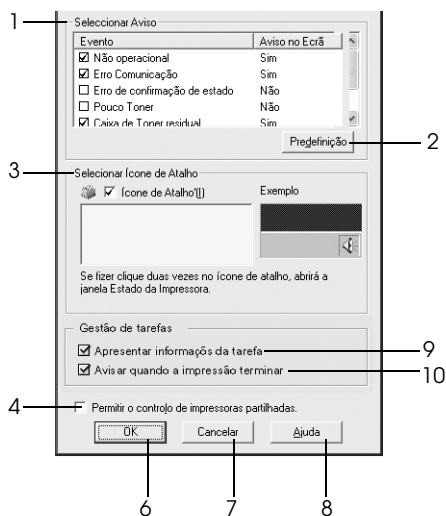 1
Seleccionar Aviso
Evento Aviso no Ecrã
Não operacional Sim
Erro Comunicação Sim
Erro de confirmação de estado Não
Pouco Toner Não
Caixa de Toner residual Sim
Predefinição 2
3
Selecionar Ícone de Atalho
Ícone de Atalho'(I) Exemplo
Se fizer clique duas vezes no ícone de atalho, abrirá a
janela Estado da Impressora.
Gestão de tarefas
Apresentar informaçõs da tarefa 9
Avisar quando a impressão terminar 10
4 Permitir o controlo de impressoras partilhadas.
OK Cancelar Ajuda
6 7 8